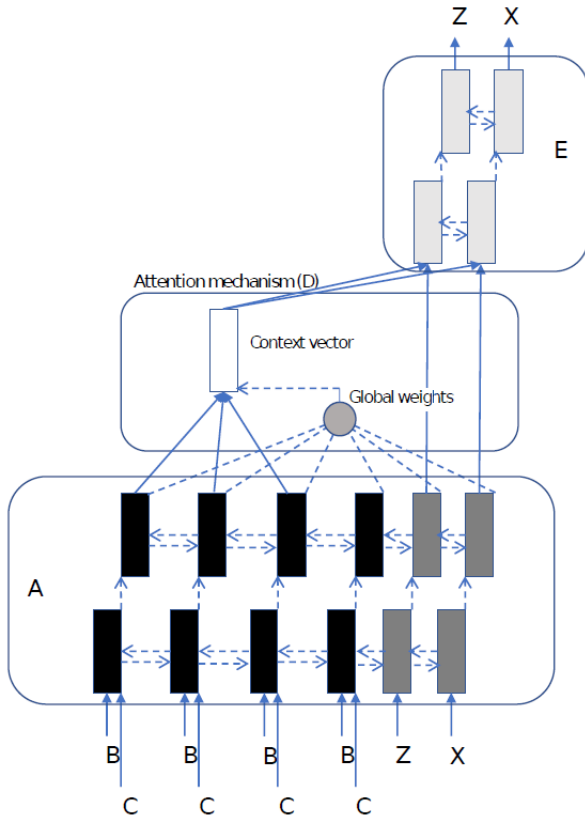 Z X
E
Attention mechanism (D)
Context vector
Global weights
A
B B B B Z X
C C C C